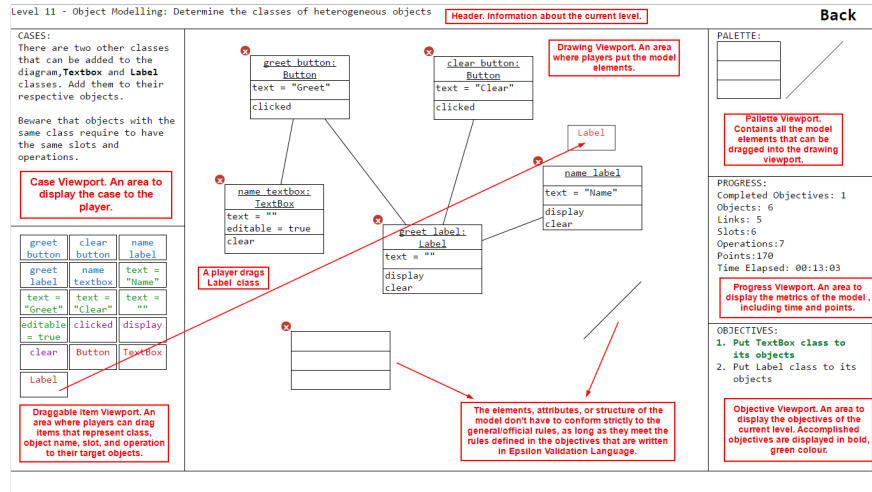 Level 11 - Object Modelling: Determine the classes of heterogeneous objects
Header. Information about the current level.
Back
CASES:
There are two other classes
that can be added to the
diagram,Textbox and Label
classes. Add them to their
respective objects.
Beware that objects with the
same class require to have
the same slots and
operations.
Case Viewport. An area to
display the case to the
player.
greet
button
clear
button
name
label
greet
label
name
textbox
text =
"Name"
text =
"Greet"
text =
"Clear"
text =
""
editable
= true
clicked
display
clear
Button
TextBox
Label
Draggable Item Viewport. An
area where players can drag
items that represent class,
object name, slot, and operation
to their target objects.
greet button:
Button
text = "Greet"
clicked
clear button:
Button
text = "Clear"
clicked
Drawing Viewport. An area
where players put the model
elements.
Label
name label
text = "Name"
display
clear
name textbox:
TextBox
text = ""
editable = true
clear
greet label:
Label
text = ""
display
clear
A player drags
Label class
The elements, attributes, or structure of the
model don't have to conform strictly to the
general/official rules, as long as they meet the
rules defined in the objectives that are written
in Epsilon Validation Language.
PALETTE:
Pallette Viewport.
Contains all the model
elements that can be
dragged into the drawing
viewport.
PROGRESS:
Completed Objectives: 1
Objects: 6
Links: 5
Slots:6
Operations:7
Points:170
Time Elapsed: 00:13:03
Progress Viewport. An area to
display the metrics of the model ,
including time and points.
OBJECTIVES:
1. Put TextBox class to
its objects
2. Put Label class to its
objects
Objective Viewport. An area to
display the objectives of the
current level. Accomplished
objectives are displayed in bold,
green colour.